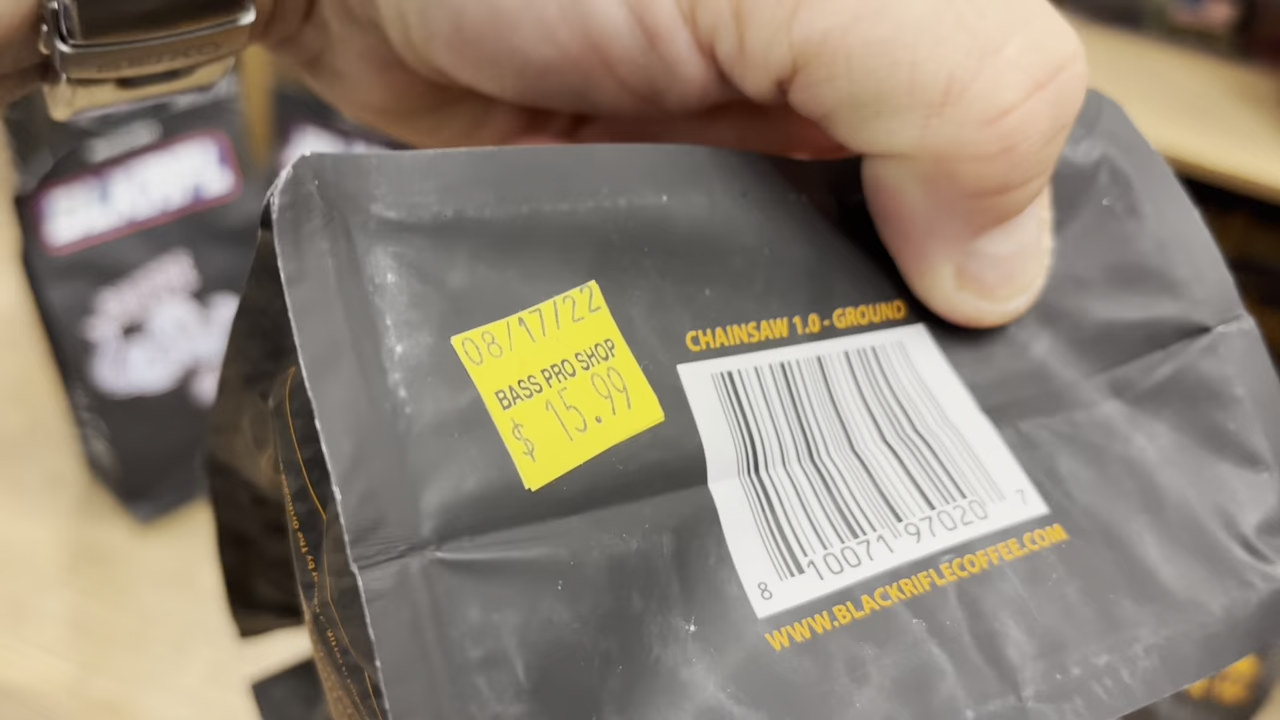 08/17/22
BASS PRO SHOP
$ 15.99
CHAINSAW 1.0 - GROUND
8 10071 97020 7
WWW.BLACKRIFLECOFFEE.COM